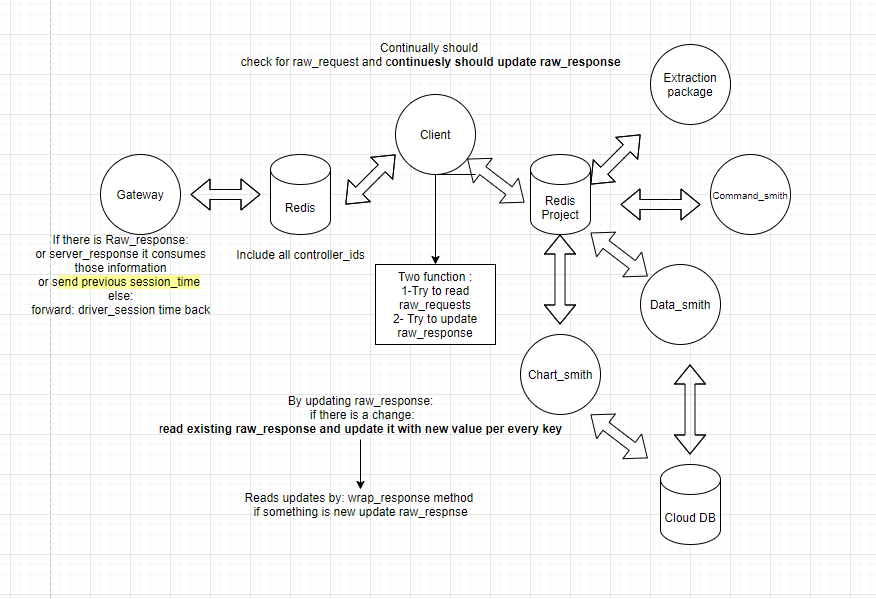 Continually should
check for raw_request and continuesly should update raw_response
Extraction
package
Client
Gateway
Redis
Redis
Project
Command_smith
If there is Raw_response:
or server_response it consumes
those information
or send previous session_time
else:
forward: driver_session time back
Include all controller_ids
Two function :
1-Try to read
raw_requests
2- Try to update
raw_response
Data_smith
Chart_smith
By updating raw_response:
if there is a change:
read existing raw_response and update it with new value per every key
Reads updates by: wrap_response method
if something is new update raw_respnse
Cloud DB